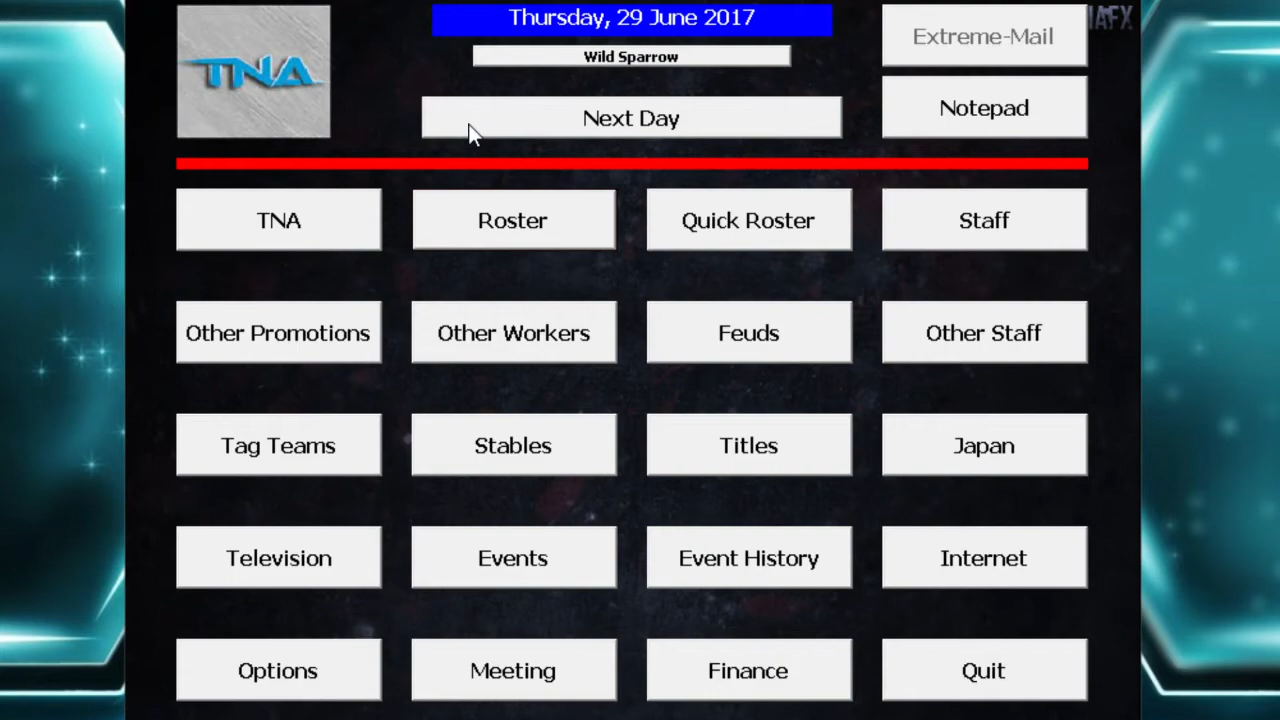 TNA
Thursday, 29 June 2017
Wild Sparrow
Next Day
Extreme-Mail
Notepad
TNA
Roster
Quick Roster
Staff
Other Promotions
Other Workers
Feuds
Other Staff
Tag Teams
Stables
Titles
Japan
Television
Events
Event History
Internet
Options
Meeting
Finance
Quit